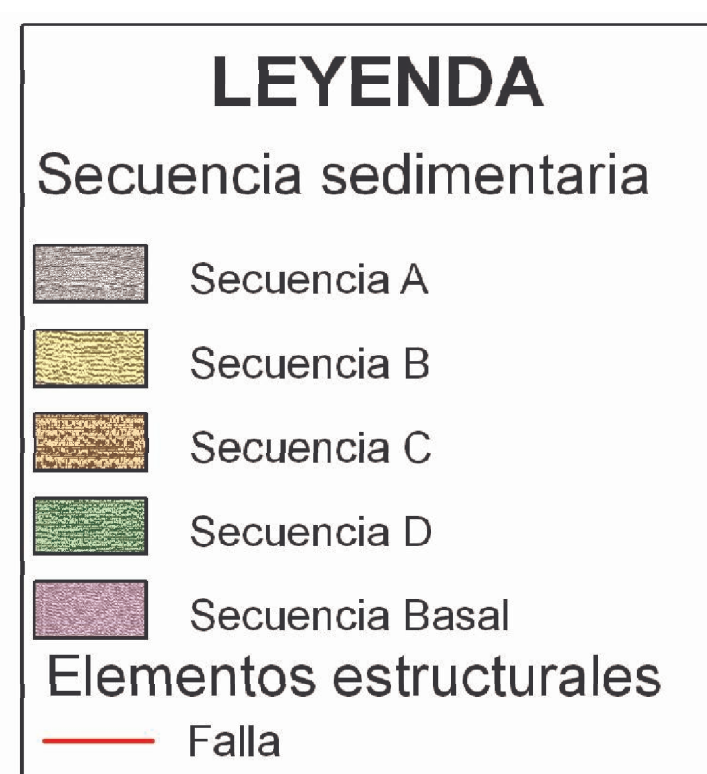 LEYENDA
Secuencia sedimentaria
Secuencia A
Secuencia B
Secuencia C
Secuencia D
Secuencia Basal
Elementos estructurales
Falla